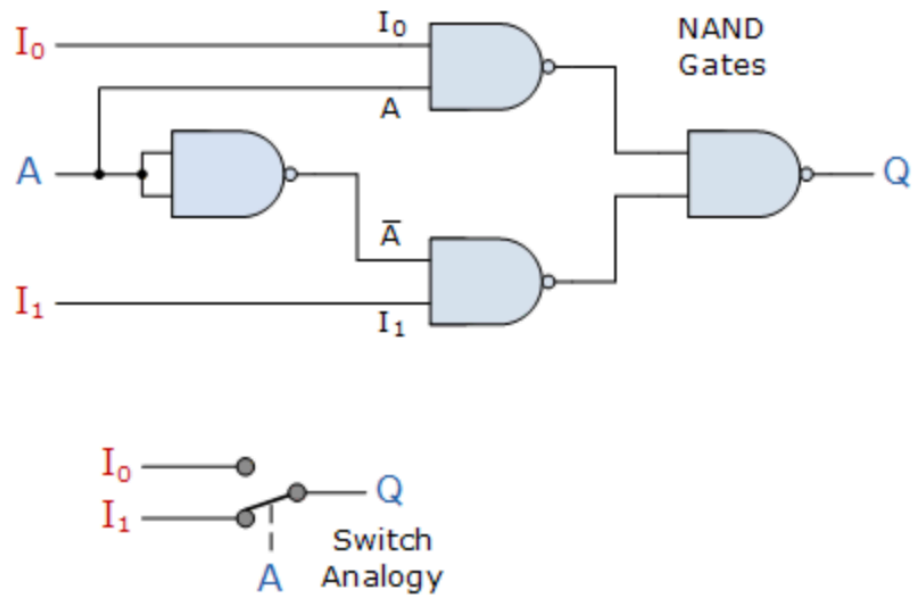 I₀
I₀
NAND
Gates
A
A
Q
A̅
I₁
I₁
I₀
Q
I₁
Switch
A
Analogy